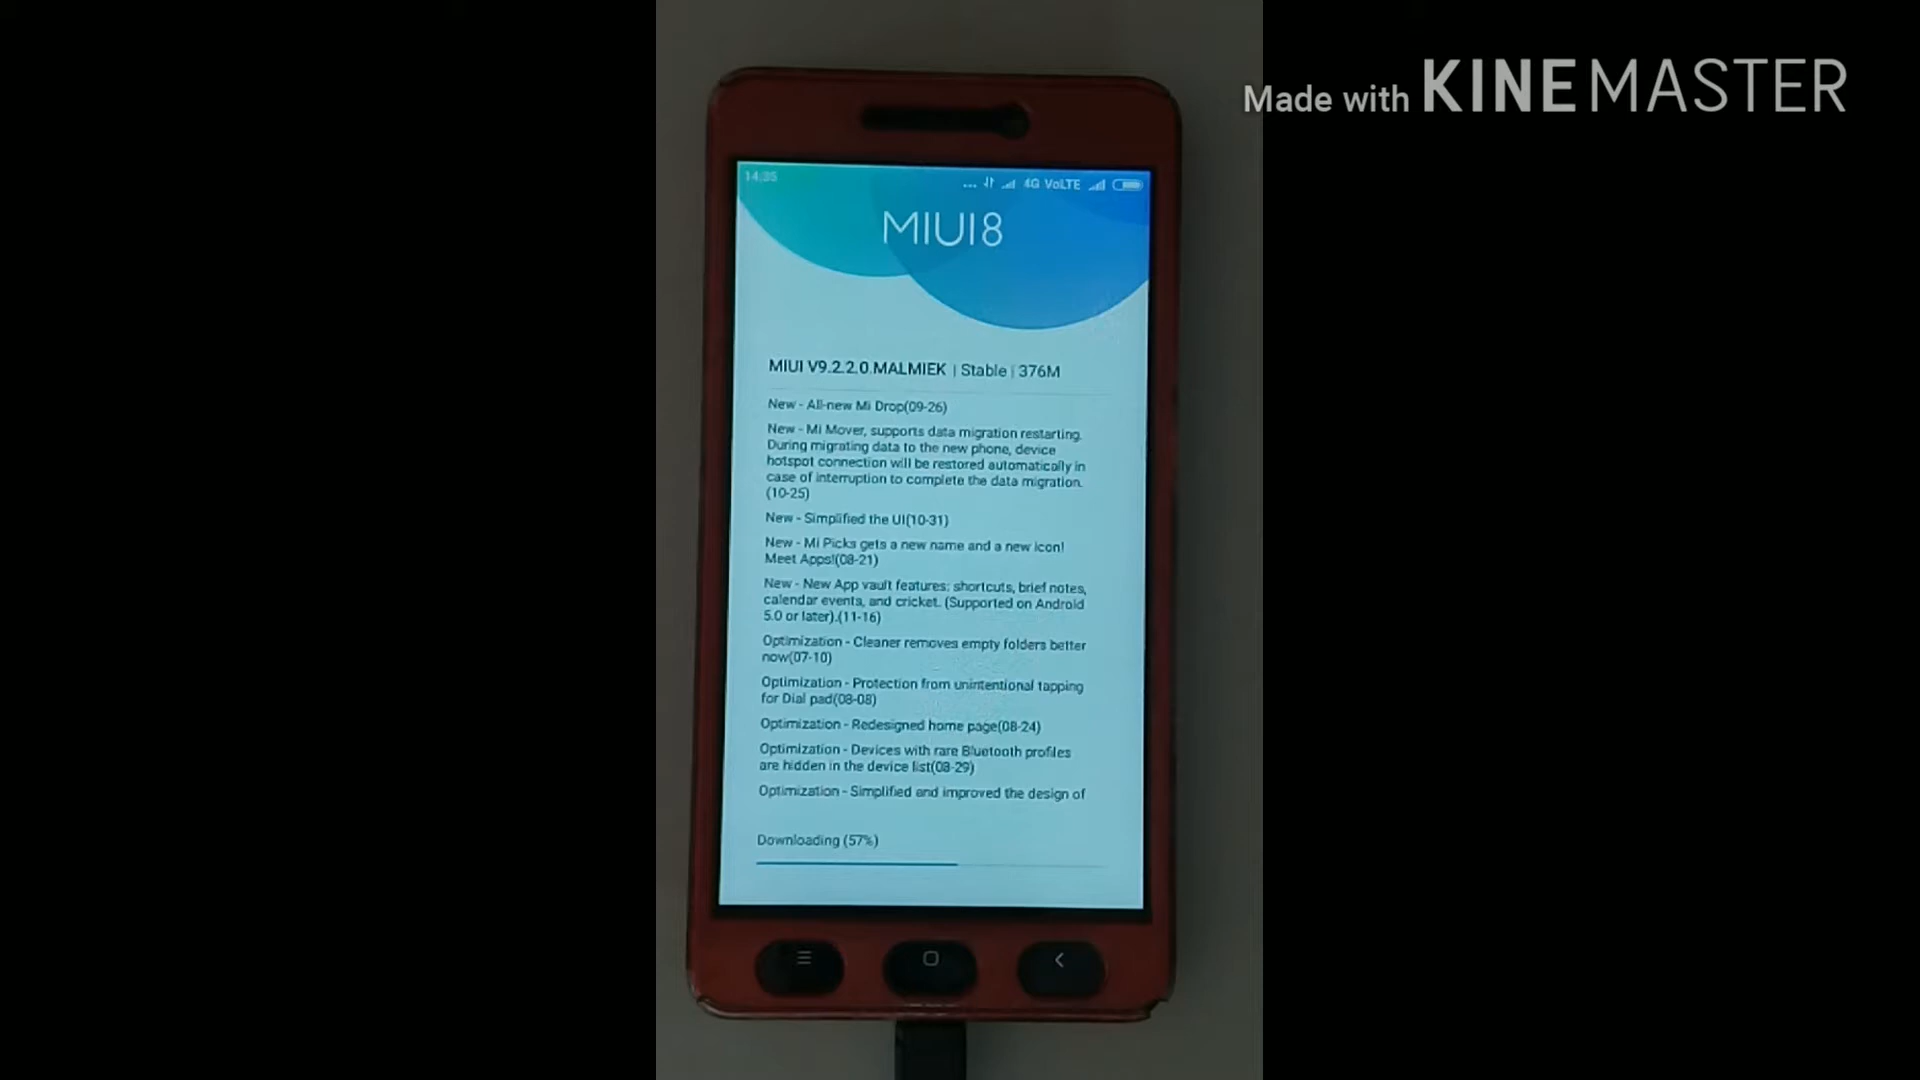 Made with KINEMASTER
14:35
... 4G VoLTE
MIUI8
MIUI V9.2.2.0.MALMIEK | Stable | 376M
New - All-new Mi Drop(09-26)
New - Mi Mover, supports data migration restarting.
During migrating data to the new phone, device
hotspot connection will be restored automatically in
case of interruption to complete the data migration.
(10-25)
New - Simplified the UI(10-31)
New - Mi Picks gets a new name and a new icon!
Meet Apps!(08-21)
New - New App vault features: shortcuts, brief notes,
calendar events, and cricket. (Supported on Android
5.0 or later).(11-16)
Optimization - Cleaner removes empty folders better
now(07-10)
Optimization - Protection from unintentional tapping
for Dial pad(08-08)
Optimization - Redesigned home page(08-24)
Optimization - Devices with rare Bluetooth profiles
are hidden in the device list(08-29)
Optimization - Simplified and improved the design of
Downloading (57%)